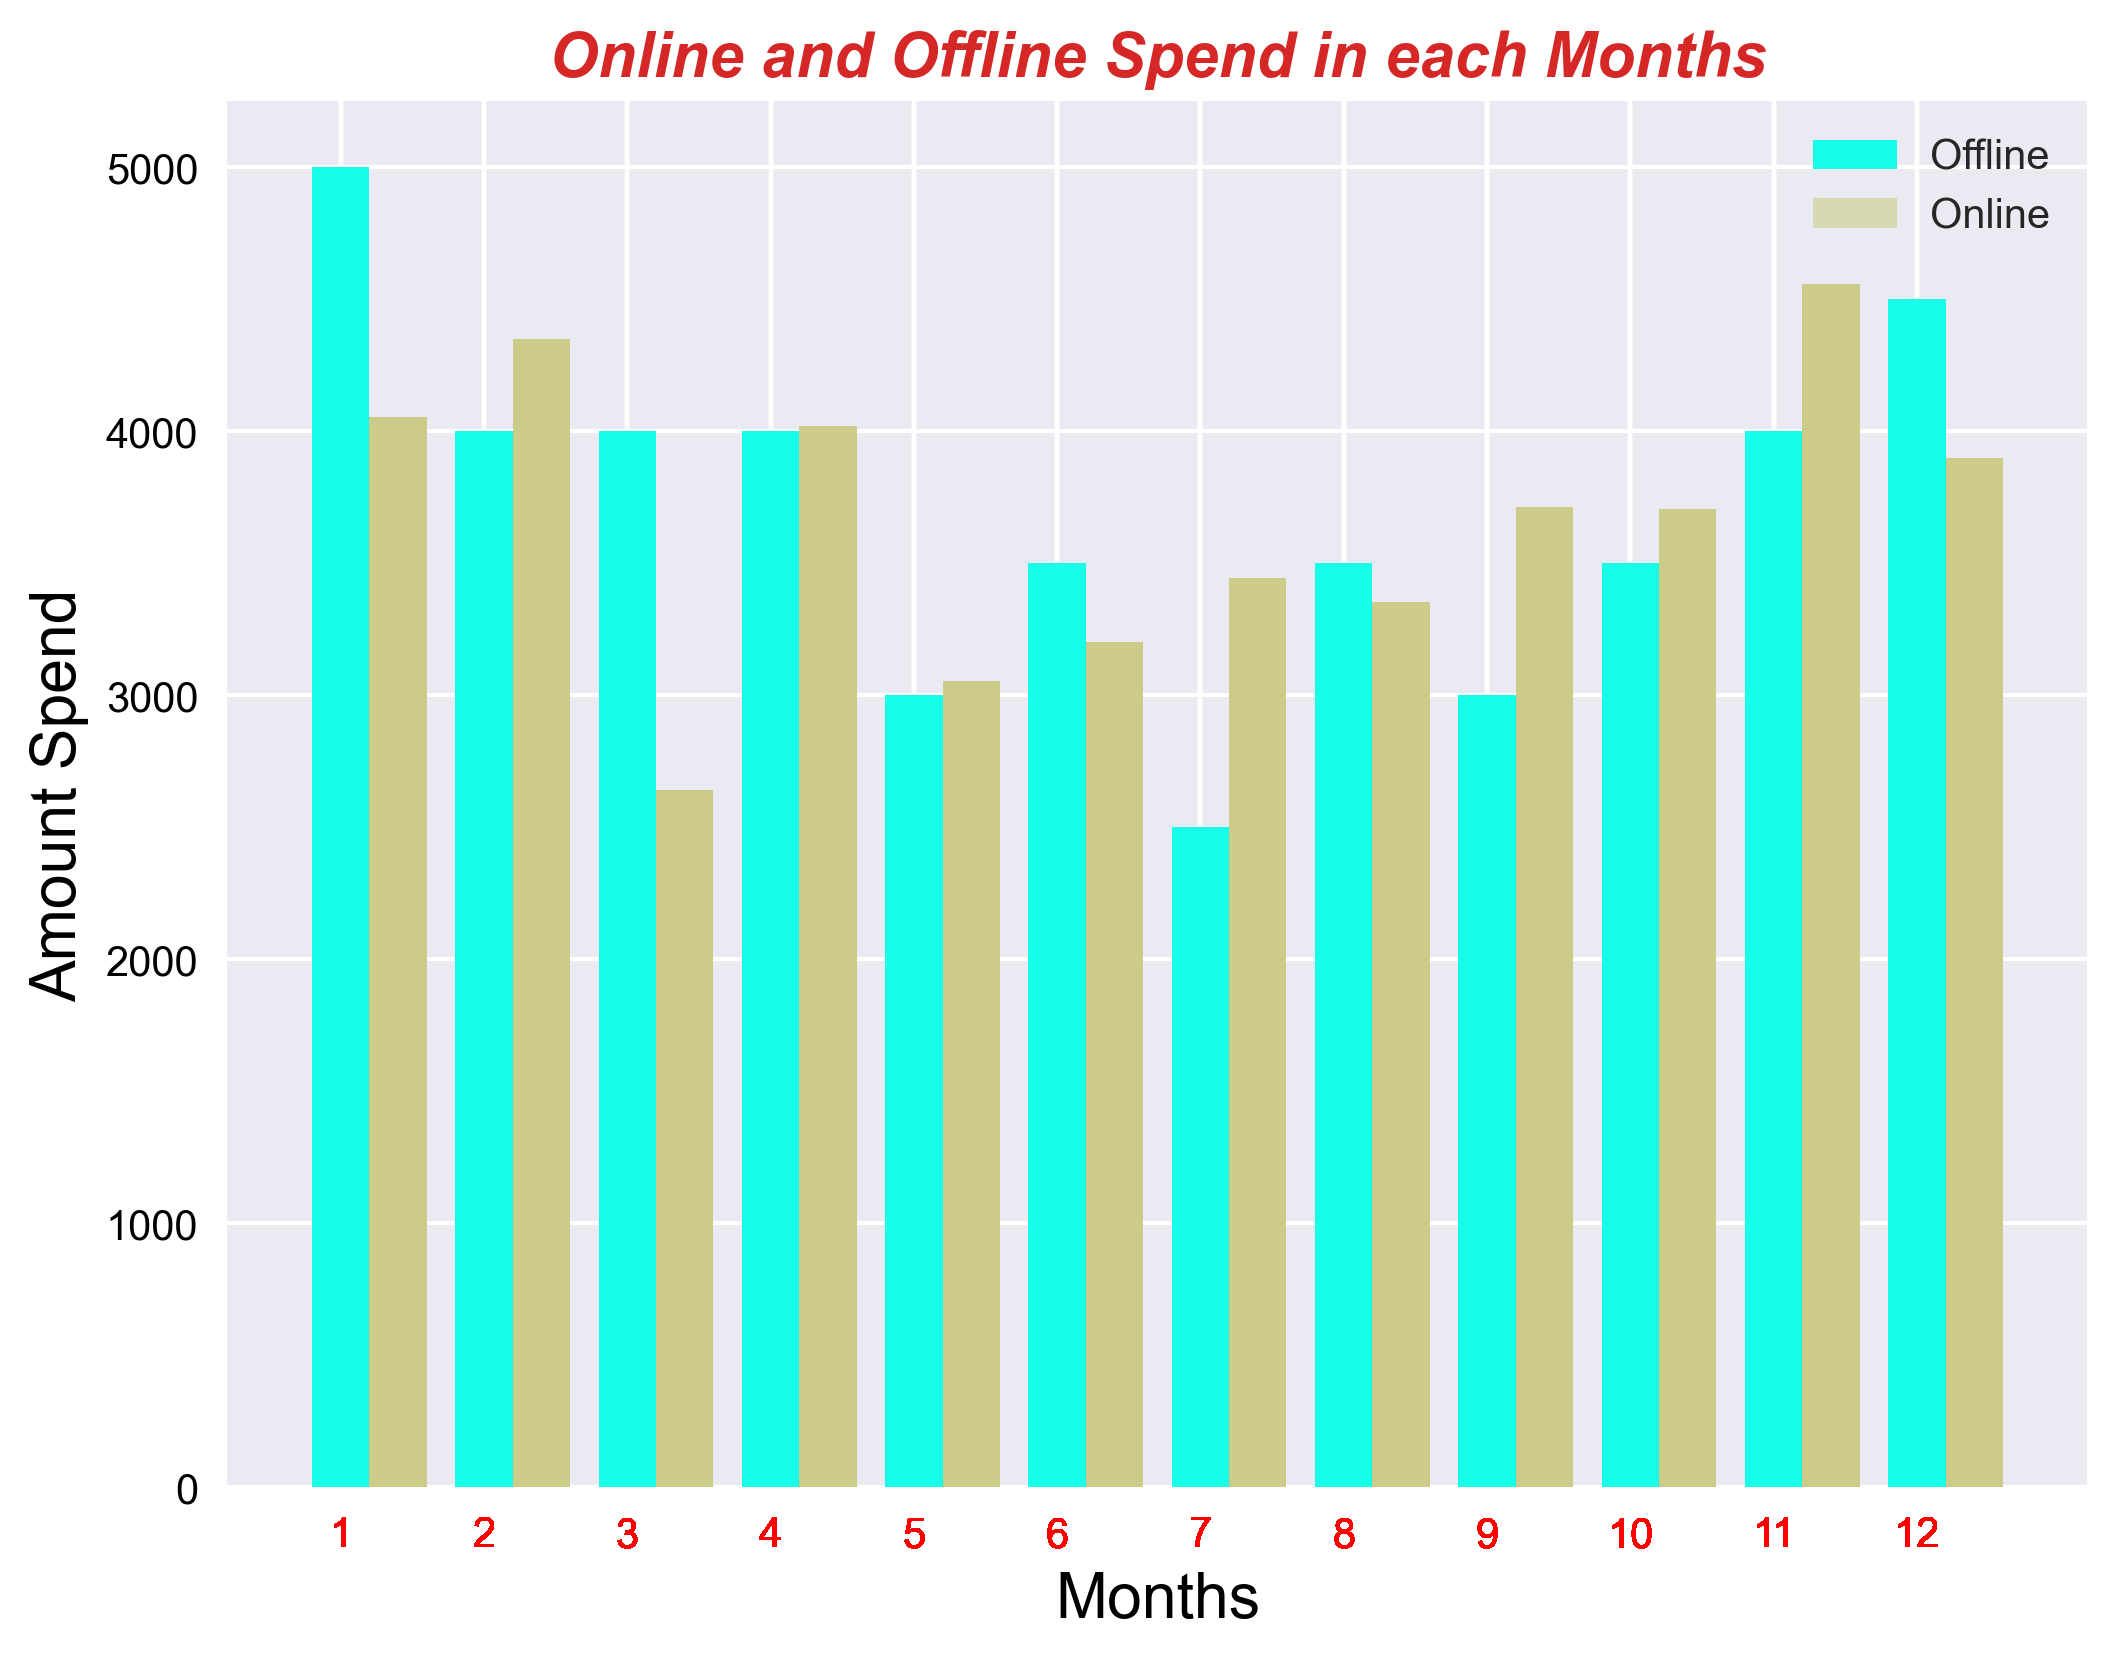 Online and Offline Spend in each Months
Offline
Online
5000
4000
3000
2000
1000
0
Amount Spend
1 2 3 4 5 6 7 8 9 10 11 12
Months